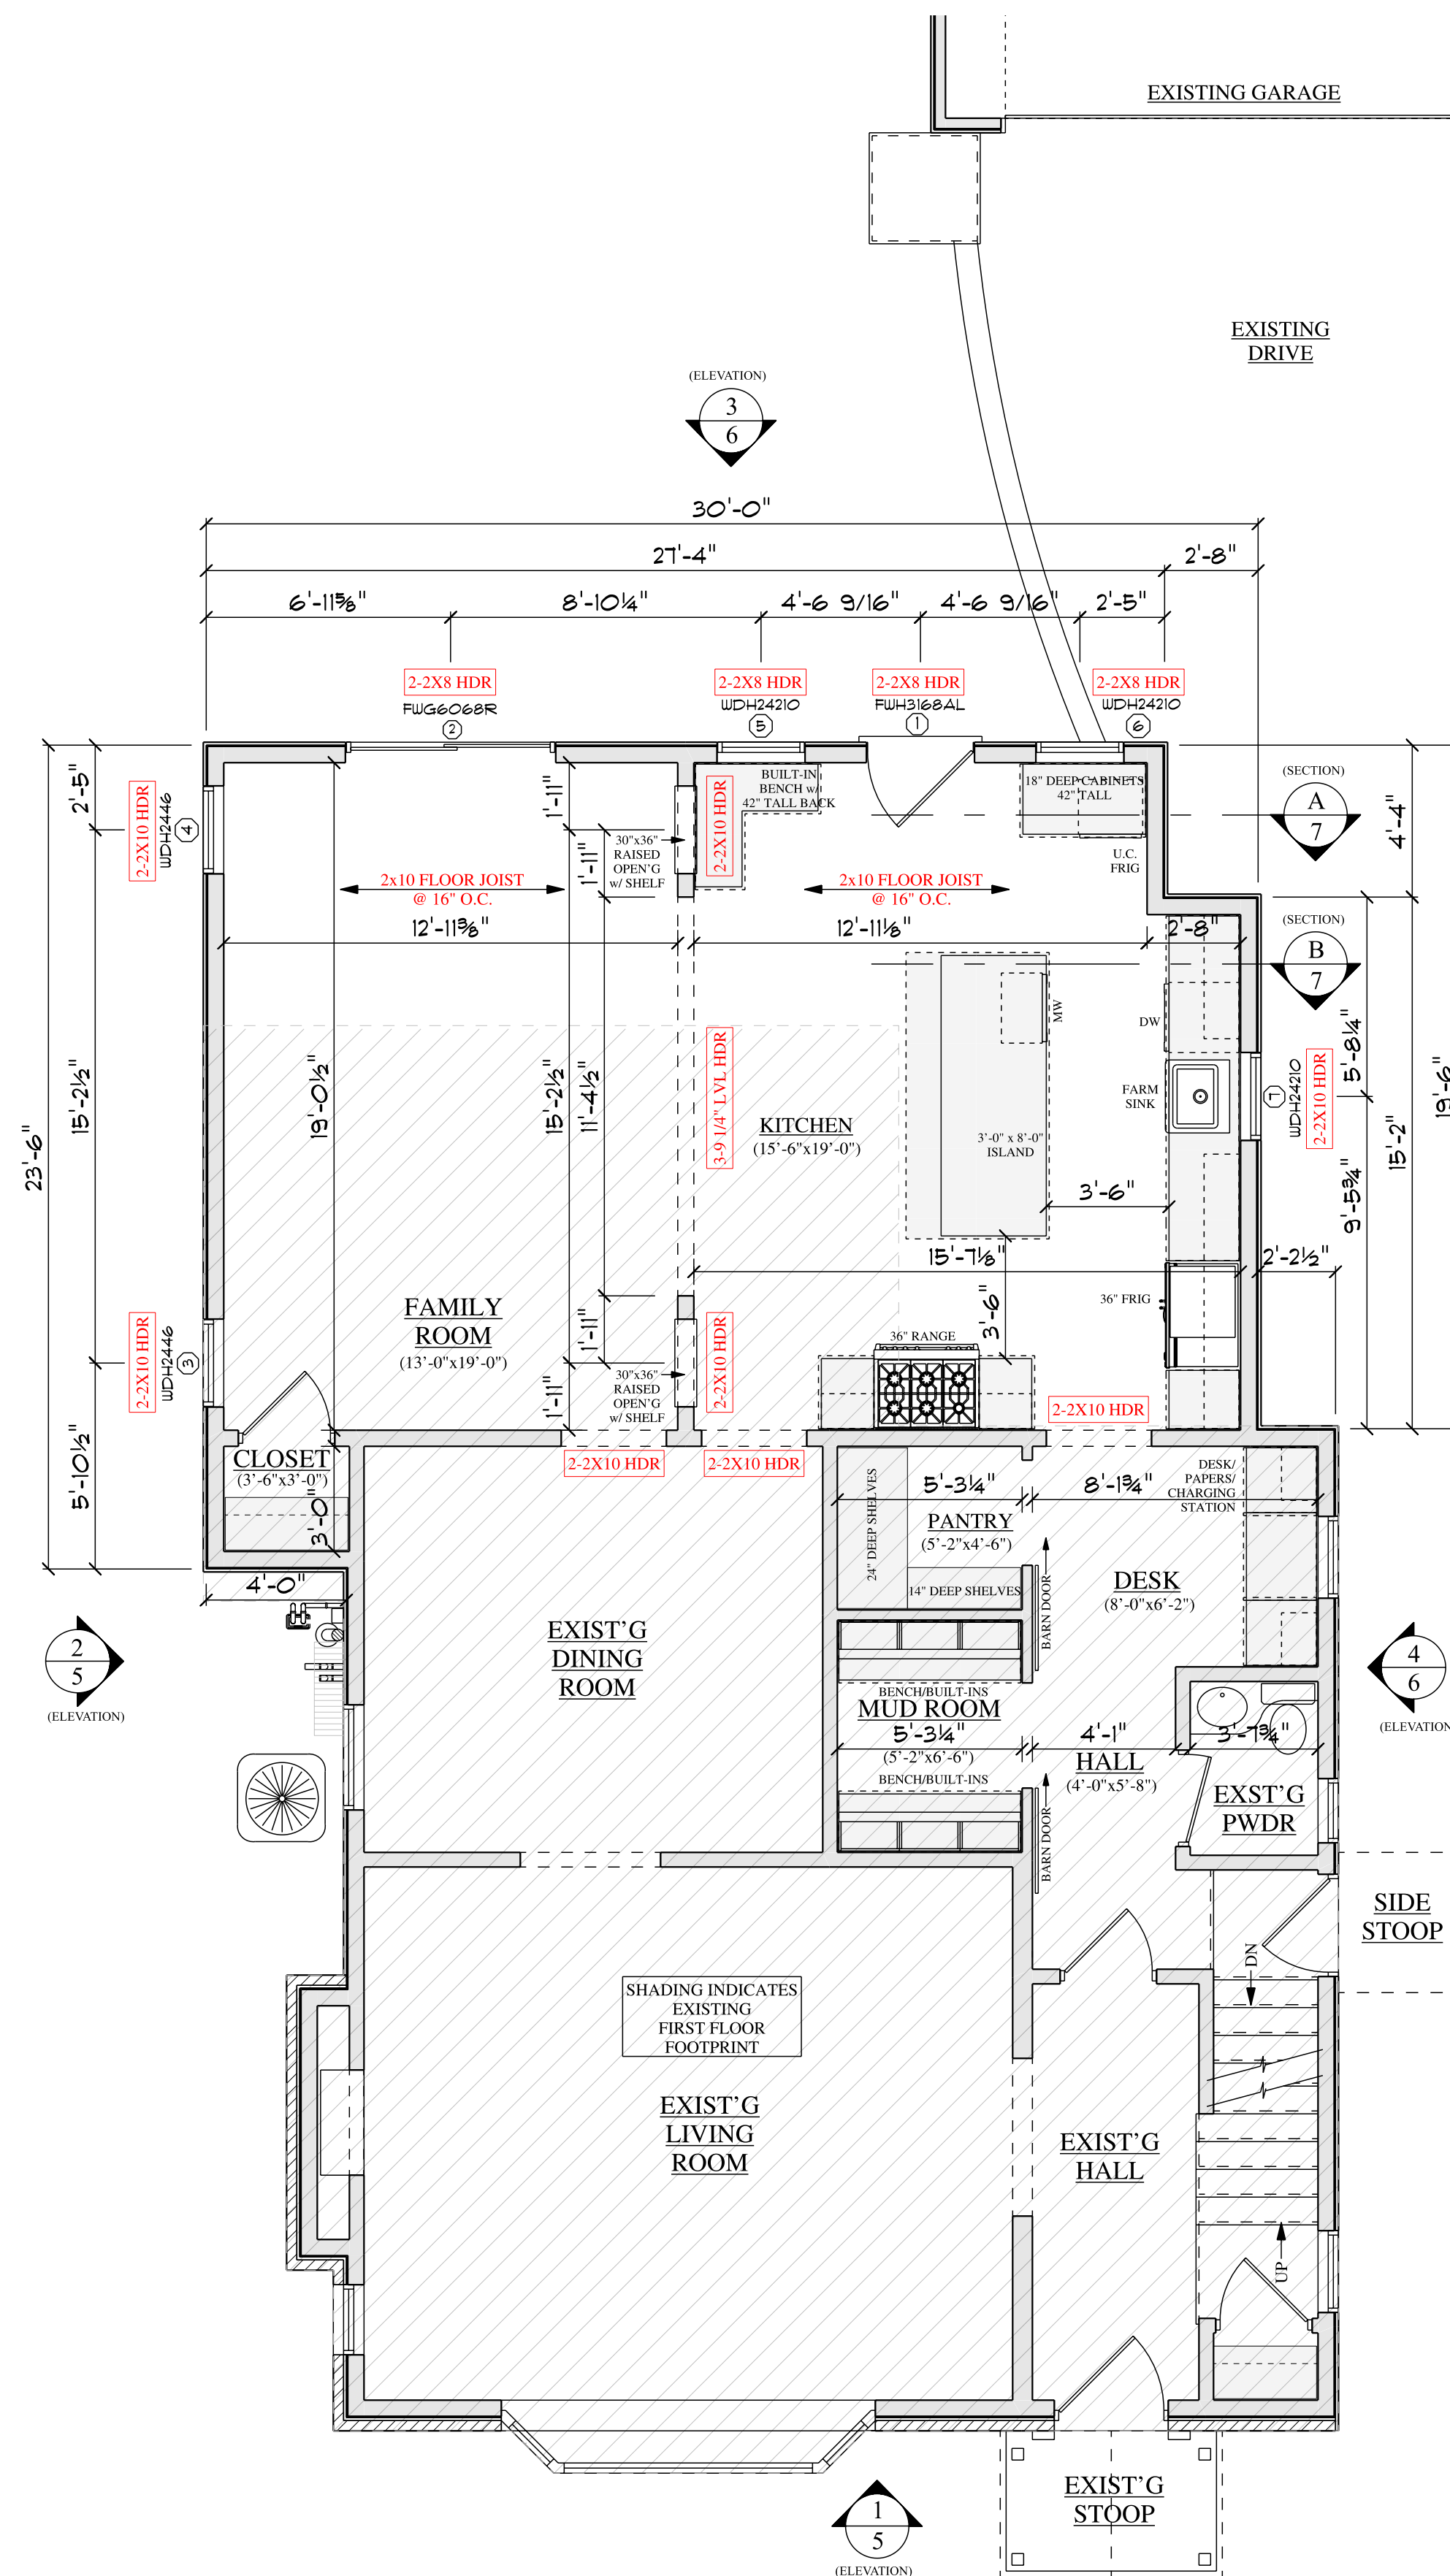 EXISTING GARAGE
EXISTING
DRIVE
(ELEVATION)
3
6
30'-0"
27'-4"
2'-8"
6'-11⅝"
8'-10¼"
4'-6 9/16"
4'-6 9/16"
2'-5"
2-2X8 HDR
2-2X8 HDR
2-2X8 HDR
2-2X8 HDR
FWG6068R
WDH24210
FWH3168AL
WDH24210
2
5
1
6
2'-5"
2-2X10 HDR
WDH2446
4
1'-11"
1'-11"
BUILT-IN
BENCH w/
42" TALL BACK
2-2X10 HDR
18" DEEP CABINETS
42" TALL
U.C.
FRIG
(SECTION)
A
7
4'-4"
30"x36"
RAISED
OPEN'G
w/ SHELF
2x10 FLOOR JOIST
@ 16" O.C.
2x10 FLOOR JOIST
@ 16" O.C.
12'-11⅜"
12'-11⅛"
2'-8"
(SECTION)
B
7
MW
DW
FARM
SINK
7
WDH24210
2-2X10 HDR
5'-8¼"
19'-6"
15'-2"
9'-5¾"
23'-6"
15'-2½"
19'-0½"
15'-2½"
11'-4½"
3-9 1/4" LVL HDR
KITCHEN
(15'-6"x19'-0")
3'-0" x 8'-0"
ISLAND
3'-6"
15'-7⅛"
2'-2½"
3'-6"
36" FRIG
36" RANGE
FAMILY
ROOM
(13'-0"x19'-0")
2-2X10 HDR
WDH2446
3
1'-11"
1'-11"
30"x36"
RAISED
OPEN'G
w/ SHELF
2-2X10 HDR
2-2X10 HDR
5'-10½"
CLOSET
(3'-6"x3'-0")
3'-0"
4'-0"
2-2X10 HDR
2-2X10 HDR
24" DEEP SHELVES
5'-3¼"
8'-1¾"
DESK/
PAPERS/
CHARGING
STATION
PANTRY
(5'-2"x4'-6")
14" DEEP SHELVES
BARN DOOR
DESK
(8'-0"x6'-2")
2
5
(ELEVATION)
EXIST'G
DINING
ROOM
4
6
(ELEVATION
BENCH/BUILT-INS
MUD ROOM
5'-3¼"
(5'-2"x6'-6")
BENCH/BUILT-INS
4'-1"
HALL
(4'-0"x5'-8")
3'-7¾"
EXST'G
PWDR
BARN DOOR
SIDE
STOOP
DN
SHADING INDICATES
EXISTING
FIRST FLOOR
FOOTPRINT
EXIST'G
LIVING
ROOM
EXIST'G
HALL
UP
EXIST'G
STOOP
1
5
(ELEVATION)